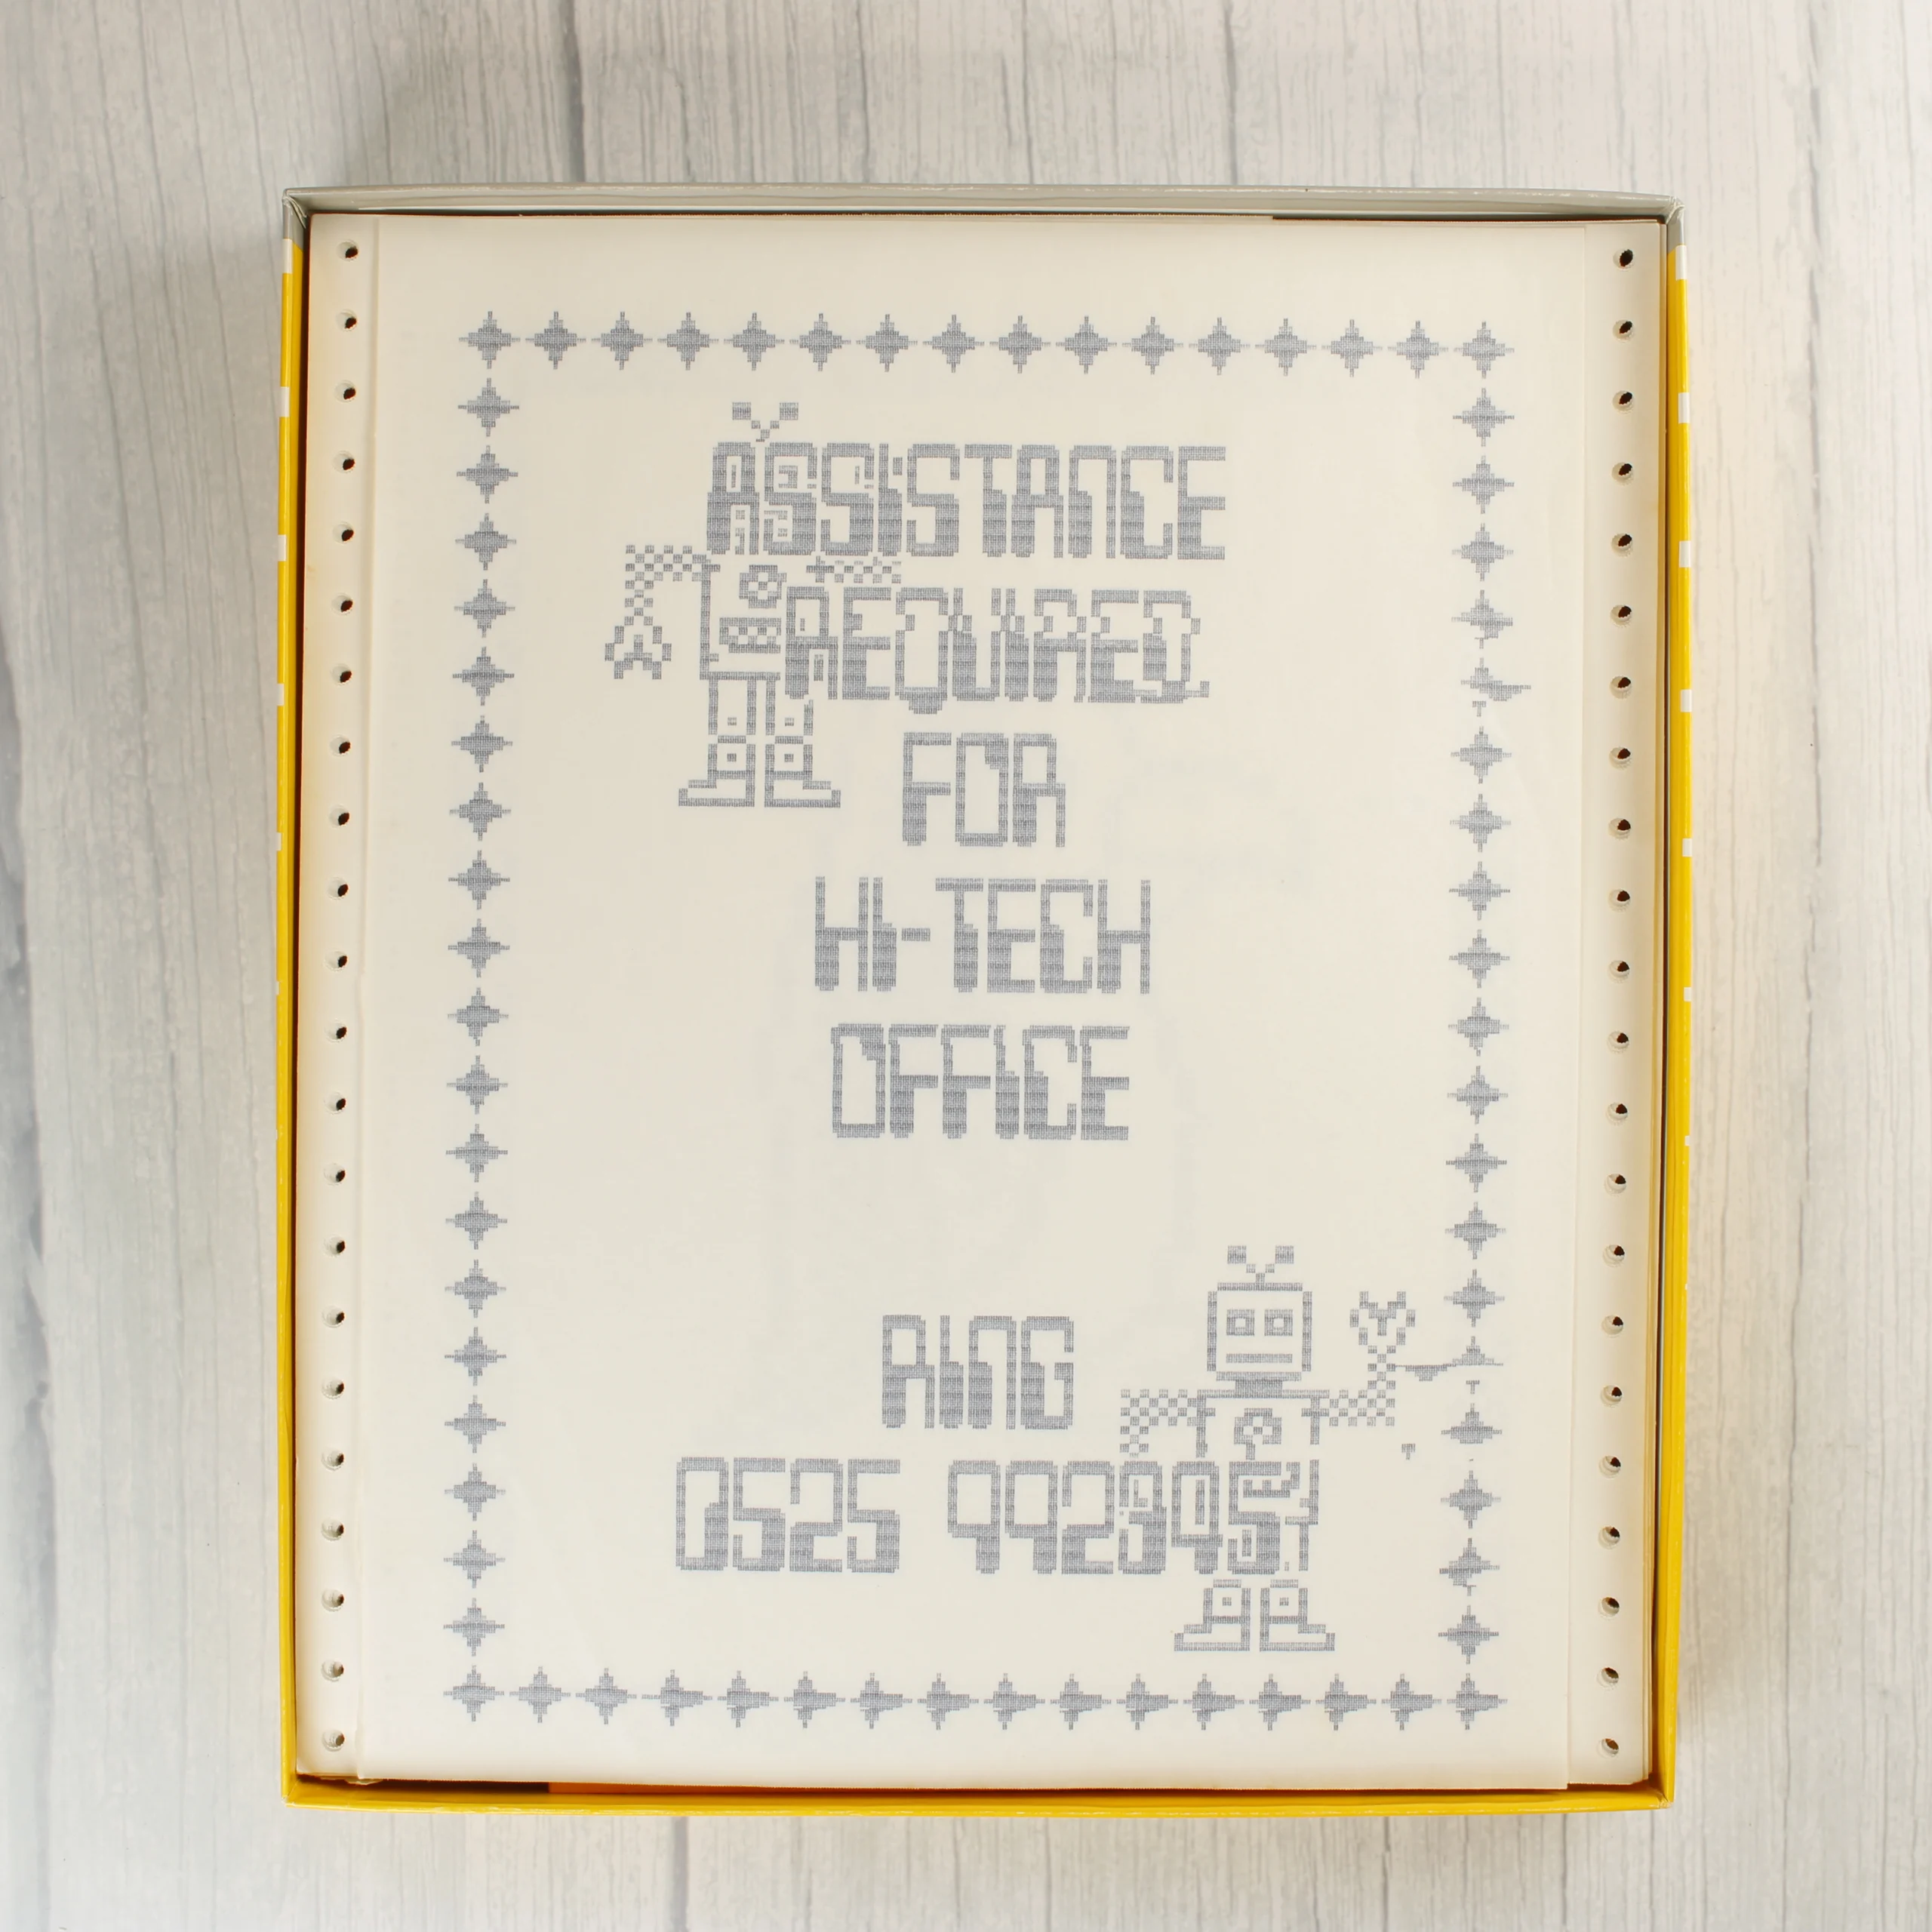 ASSISTANCE
REQUIRED
FOR
HI-TECH
OFFICE
RING
0525 992345